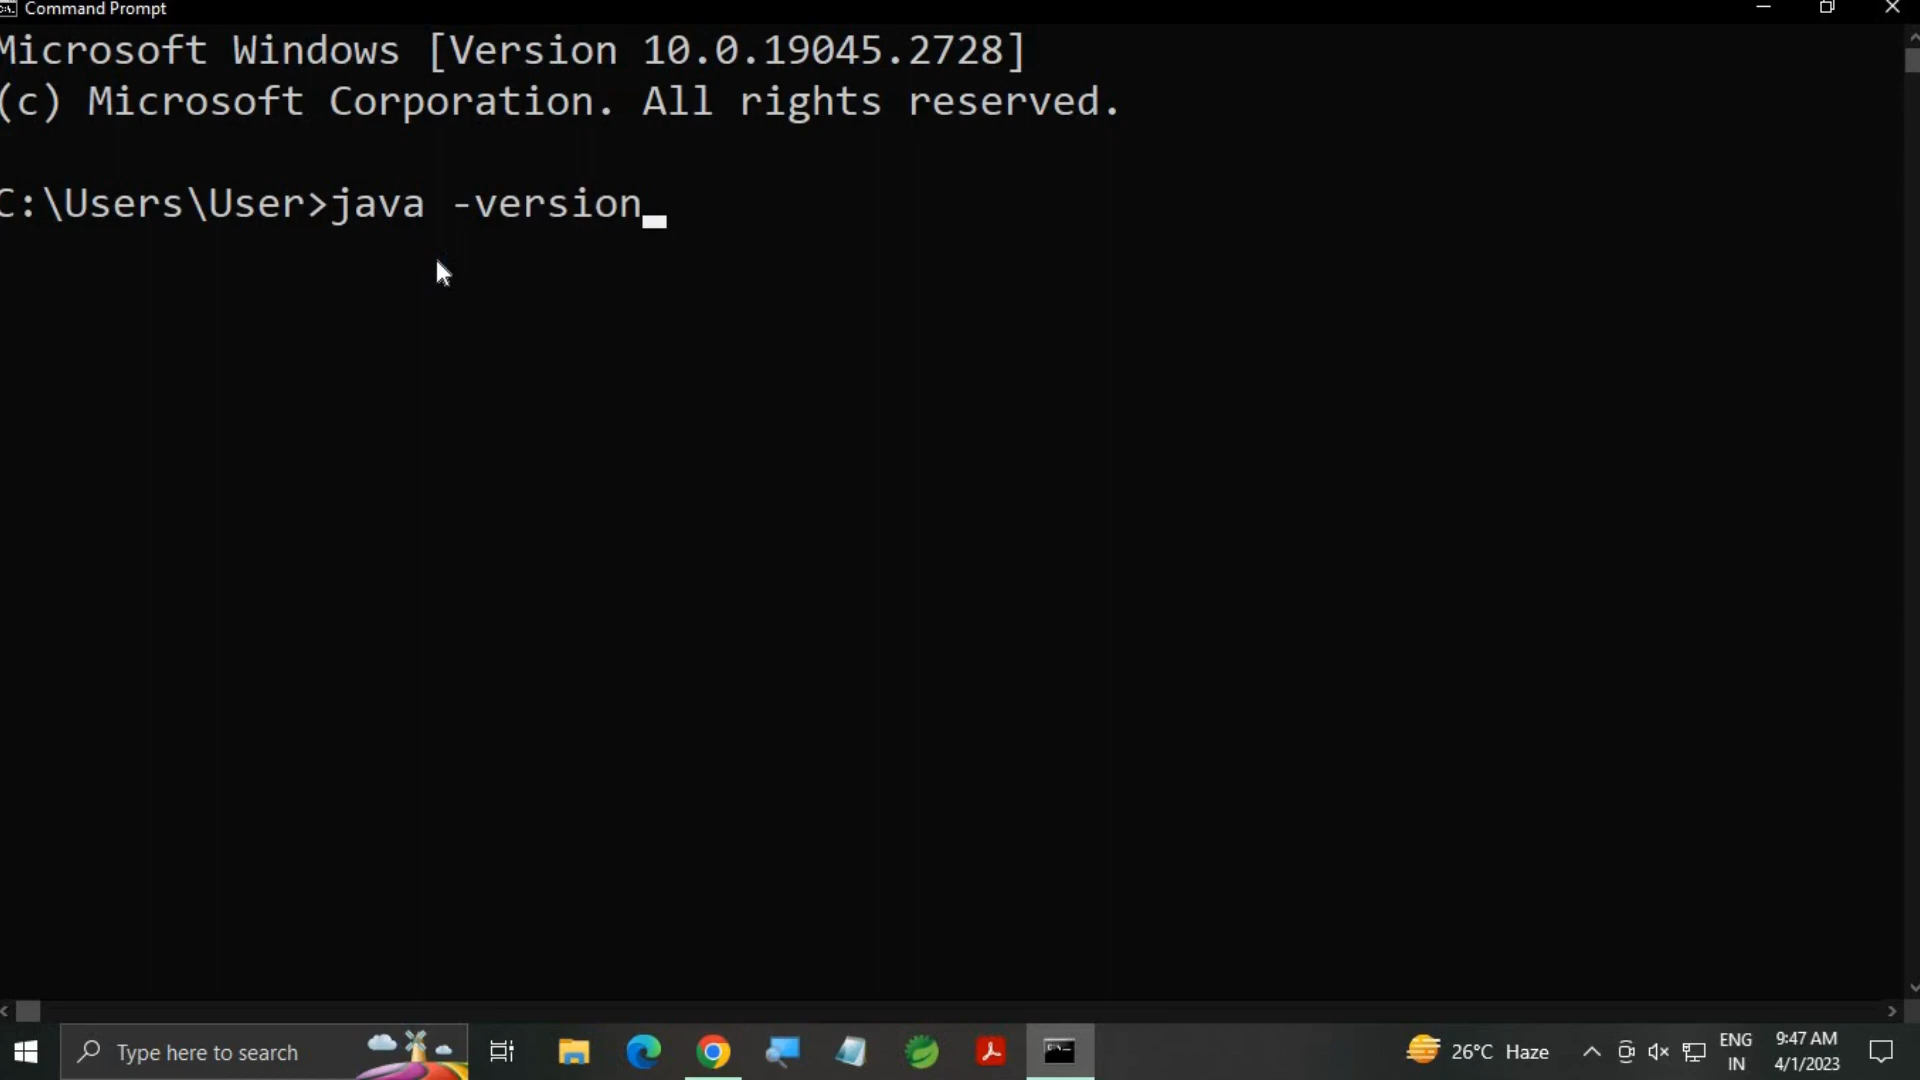 Command Prompt
Microsoft Windows [Version 10.0.19045.2728]
(c) Microsoft Corporation. All rights reserved.
C:\Users\User>java -version
Type here to search
26°C Haze
ENG
IN
9:47 AM
4/1/2023